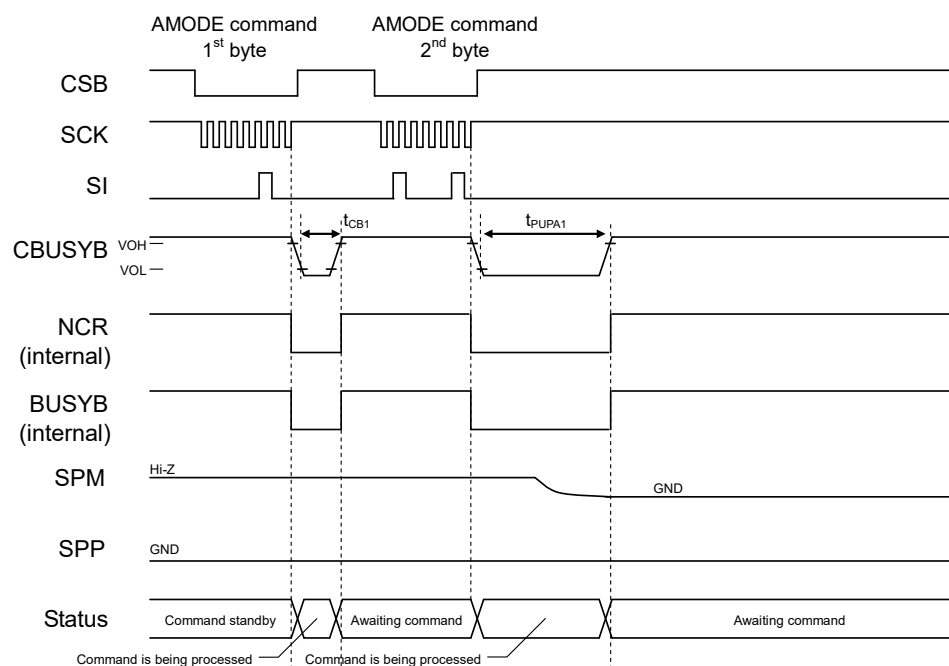 AMODE command
1st byte
AMODE command
2nd byte
CSB
SCK
SI
tCB1
tPUPA1
CBUSYB
VOH
VOL
NCR
(internal)
BUSYB
(internal)
SPM
Hi-Z
GND
SPP
GND
Status
Command standby
Awaiting command
Awaiting command
Command is being processed
Command is being processed